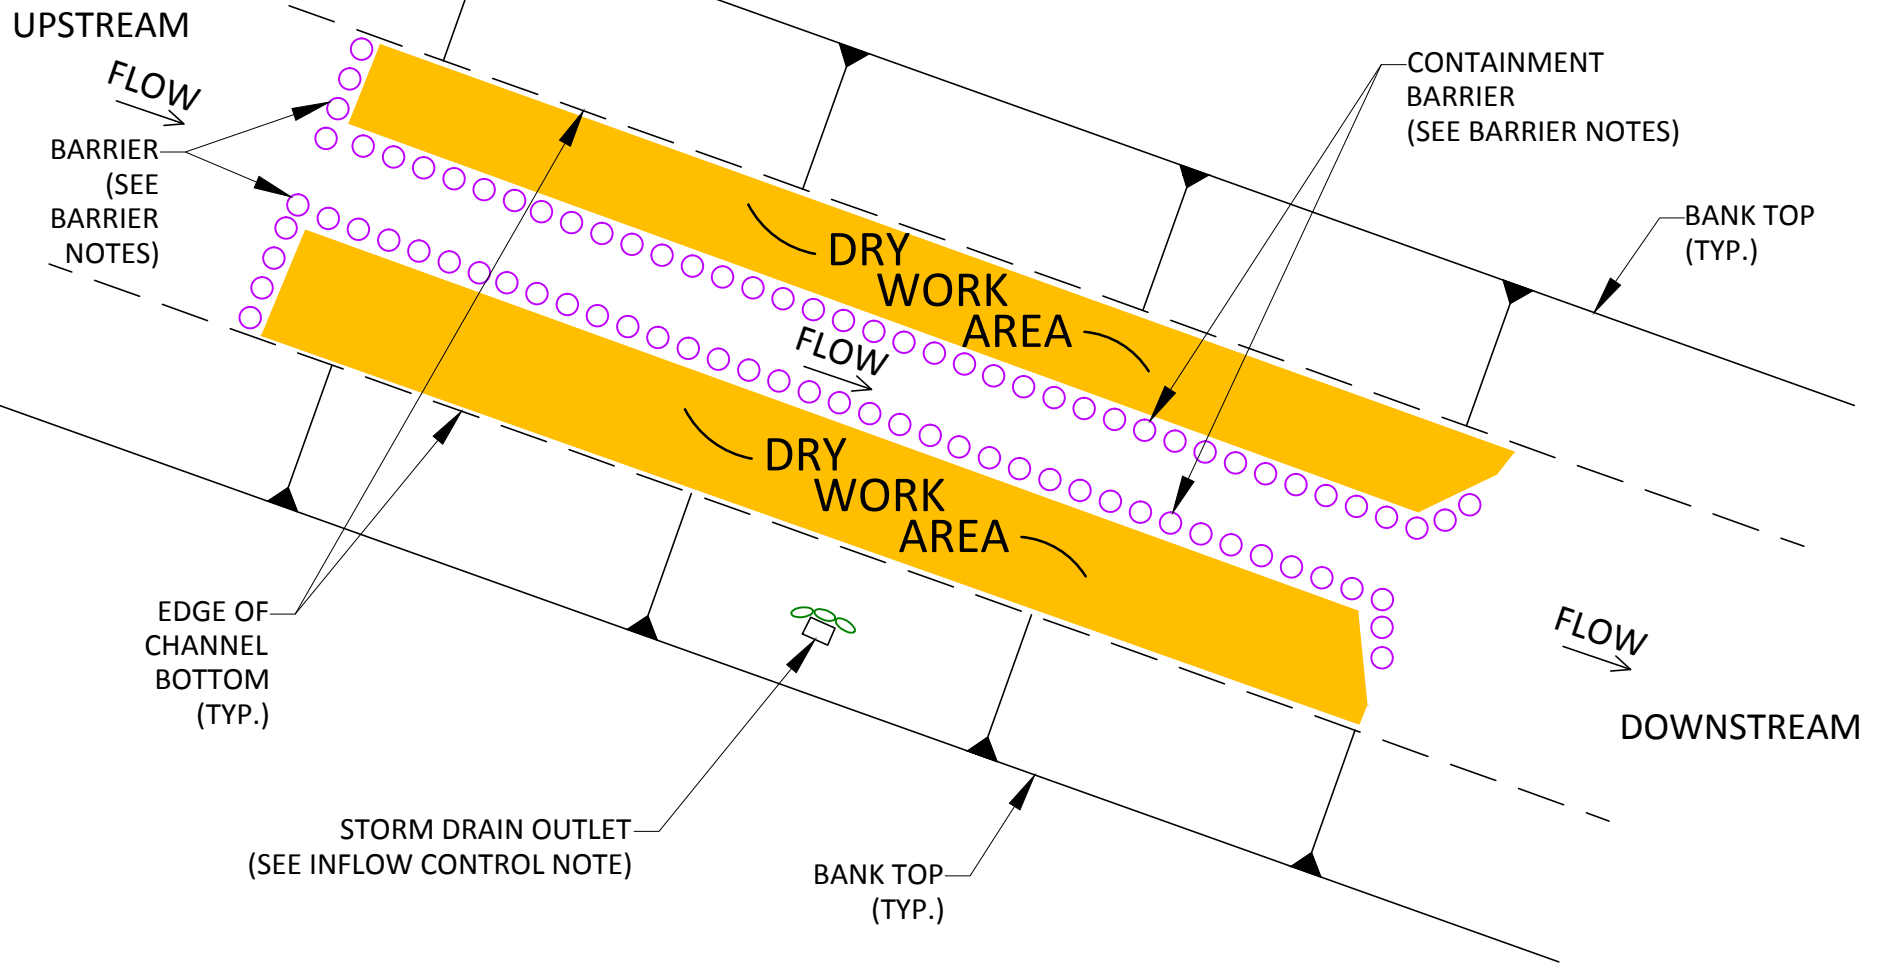 UPSTREAM
FLOW
BARRIER
(SEE
BARRIER
NOTES)
CONTAINMENT
BARRIER
(SEE BARRIER NOTES)
BANK TOP
(TYP.)
DRY
WORK
AREA
FLOW
DRY
WORK
AREA
EDGE OF
CHANNEL
BOTTOM
(TYP.)
FLOW
DOWNSTREAM
STORM DRAIN OUTLET
(SEE INFLOW CONTROL NOTE)
BANK TOP
(TYP.)